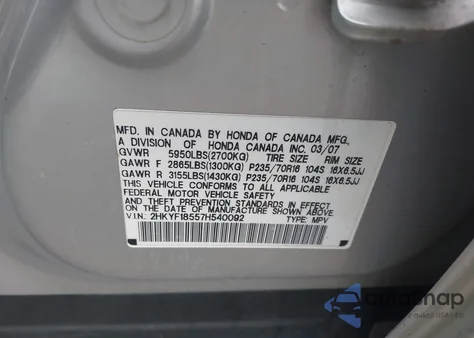 MFD. IN CANADA BY HONDA OF CANADA MFG.,
A DIVISION OF HONDA CANADA INC. 03/07
GVWR 5950LBS(2700KG) TIRE SIZE RIM SIZE
GAWR F 2865LBS(1300KG) P235/70R16 104S 16X6.5JJ
GAWR R 3155LBS(1430KG) P235/70R16 104S 16X6.5JJ
THIS VEHICLE CONFORMS TO ALL APPLICABLE
FEDERAL MOTOR VEHICLE SAFETY
AND THEFT PREVENTION STANDARDS IN EFFECT ON
THE DATE OF MANUFACTURE SHOWN ABOVE.
V.I.N.: 2HKYF18557H540092 TYPE: MPV
autosnap